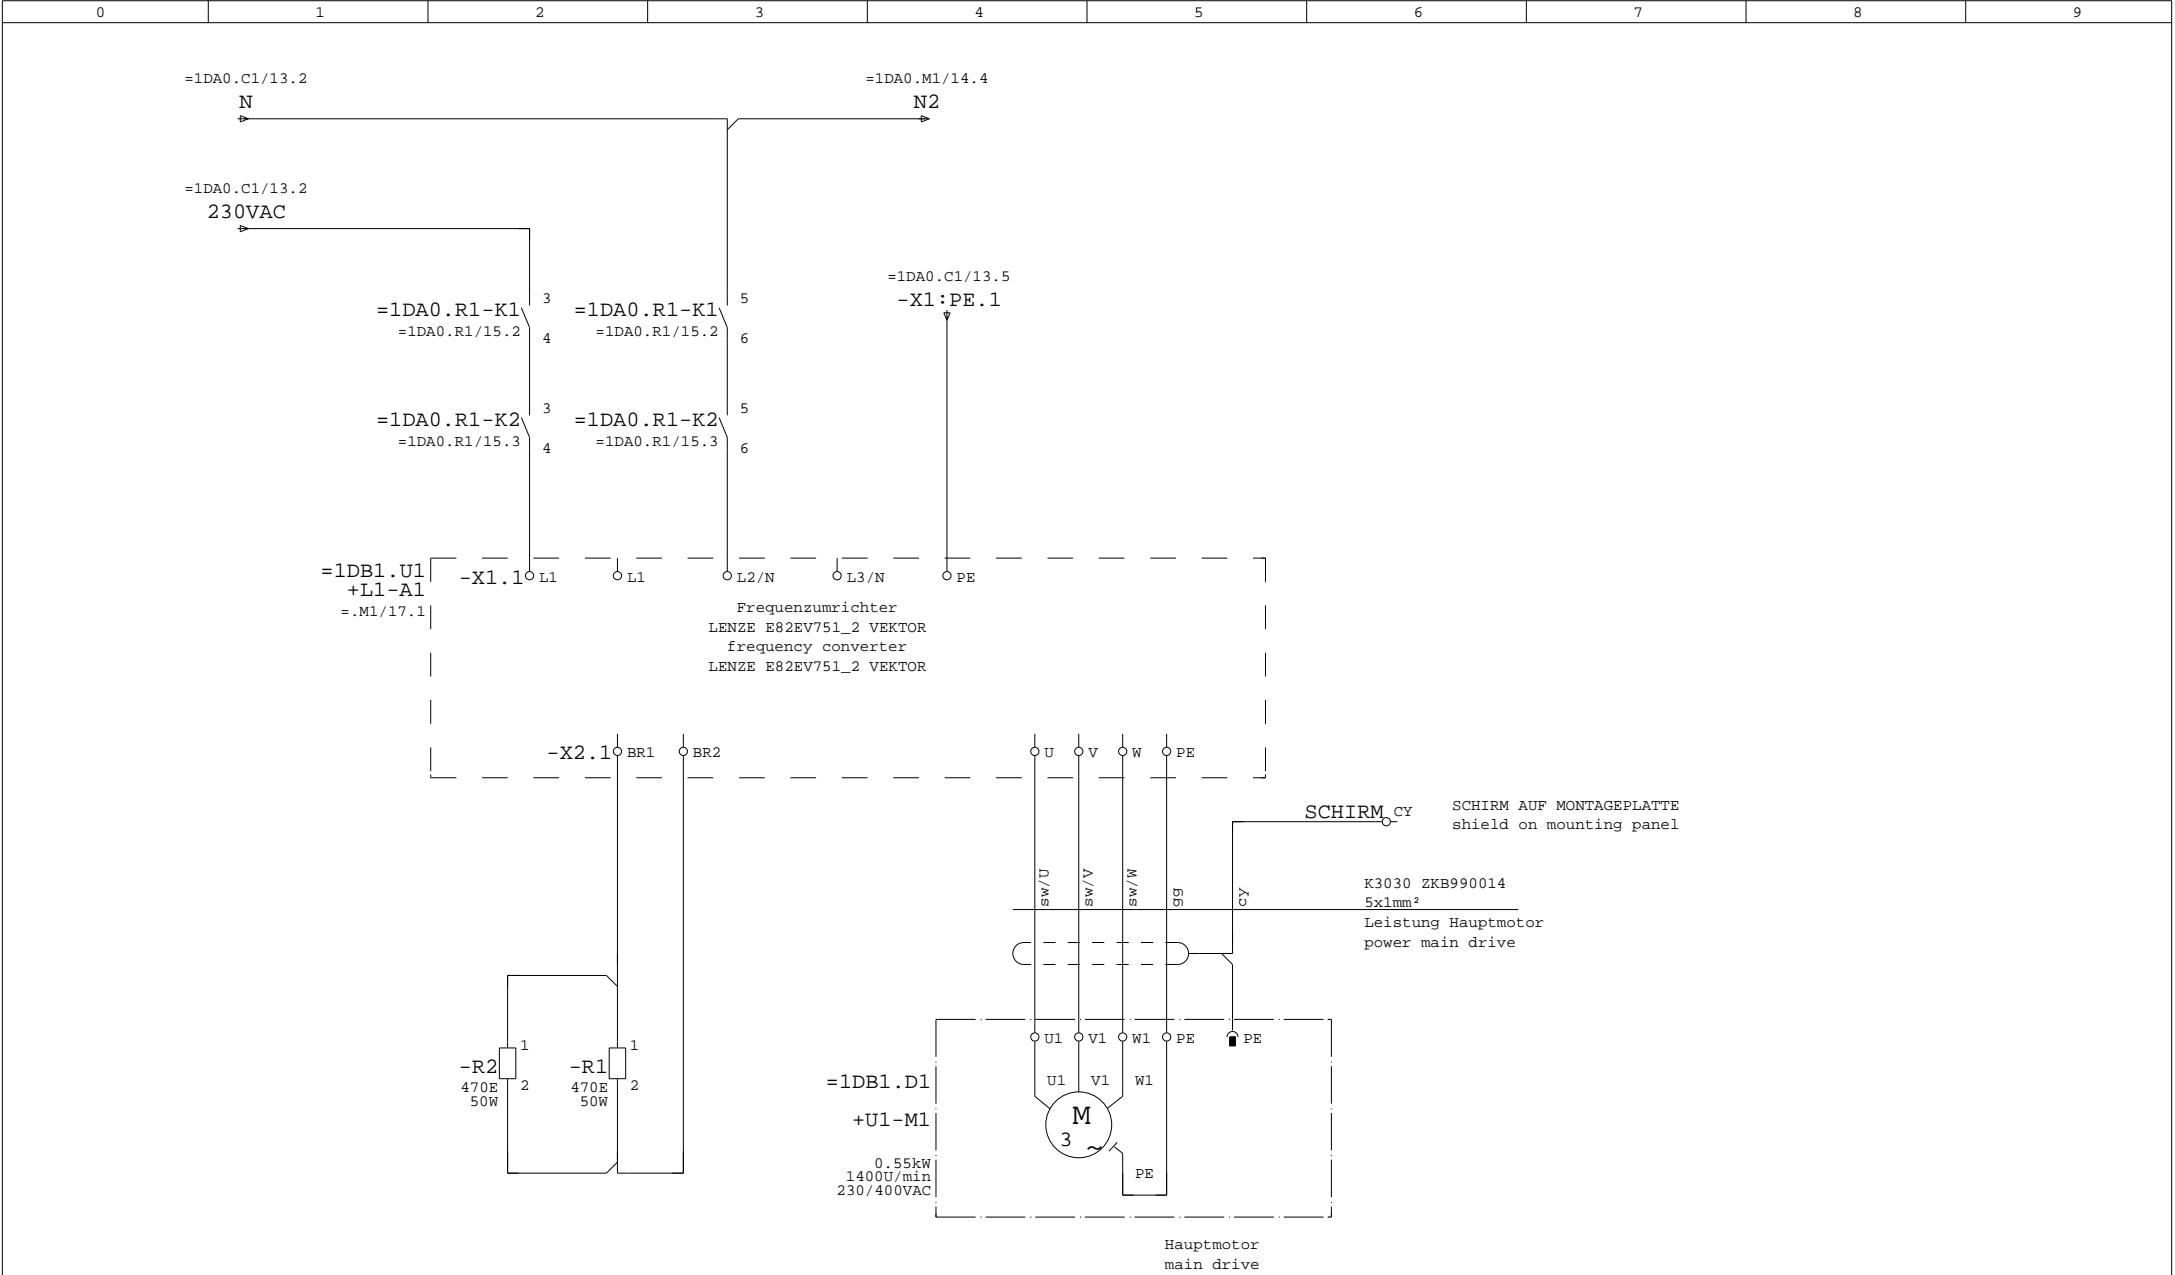 0 1 2 3 4 5 6 7 8 9
=1DA0.C1/13.2 =1DA0.M1/14.4
N N2
=1DA0.C1/13.2
230VAC
=1DA0.C1/13.5
-X1:PE.1
3 5
=1DA0.R1-K1 =1DA0.R1-K1
=1DA0.R1/15.2 =1DA0.R1/15.2
4 6
3 5
=1DA0.R1-K2 =1DA0.R1-K2
=1DA0.R1/15.3 =1DA0.R1/15.3
4 6
=1DB1.U1
+L1-A1
=.M1/17.1
-X1.1 L1 L1 L2/N L3/N PE
Frequenzumrichter
LENZE E82EV751_2 VEKTOR
frequency converter
LENZE E82EV751_2 VEKTOR
-X2.1 BR1 BR2 U V W PE
SCHIRM CY
SCHIRM AUF MONTAGEPLATTE
shield on mounting panel
sw/U sw/V sw/W gg cy
K3030 ZKB990014
5x1mm²
Leistung Hauptmotor
power main drive
1 1
-R2 -R1
470E 470E
50W 50W
2 2
U1 V1 W1 PE PE
=1DB1.D1
+U1-M1
U1 V1 W1
M
3 ~
PE
0.55kW
1400U/min
230/400VAC
Hauptmotor
main drive